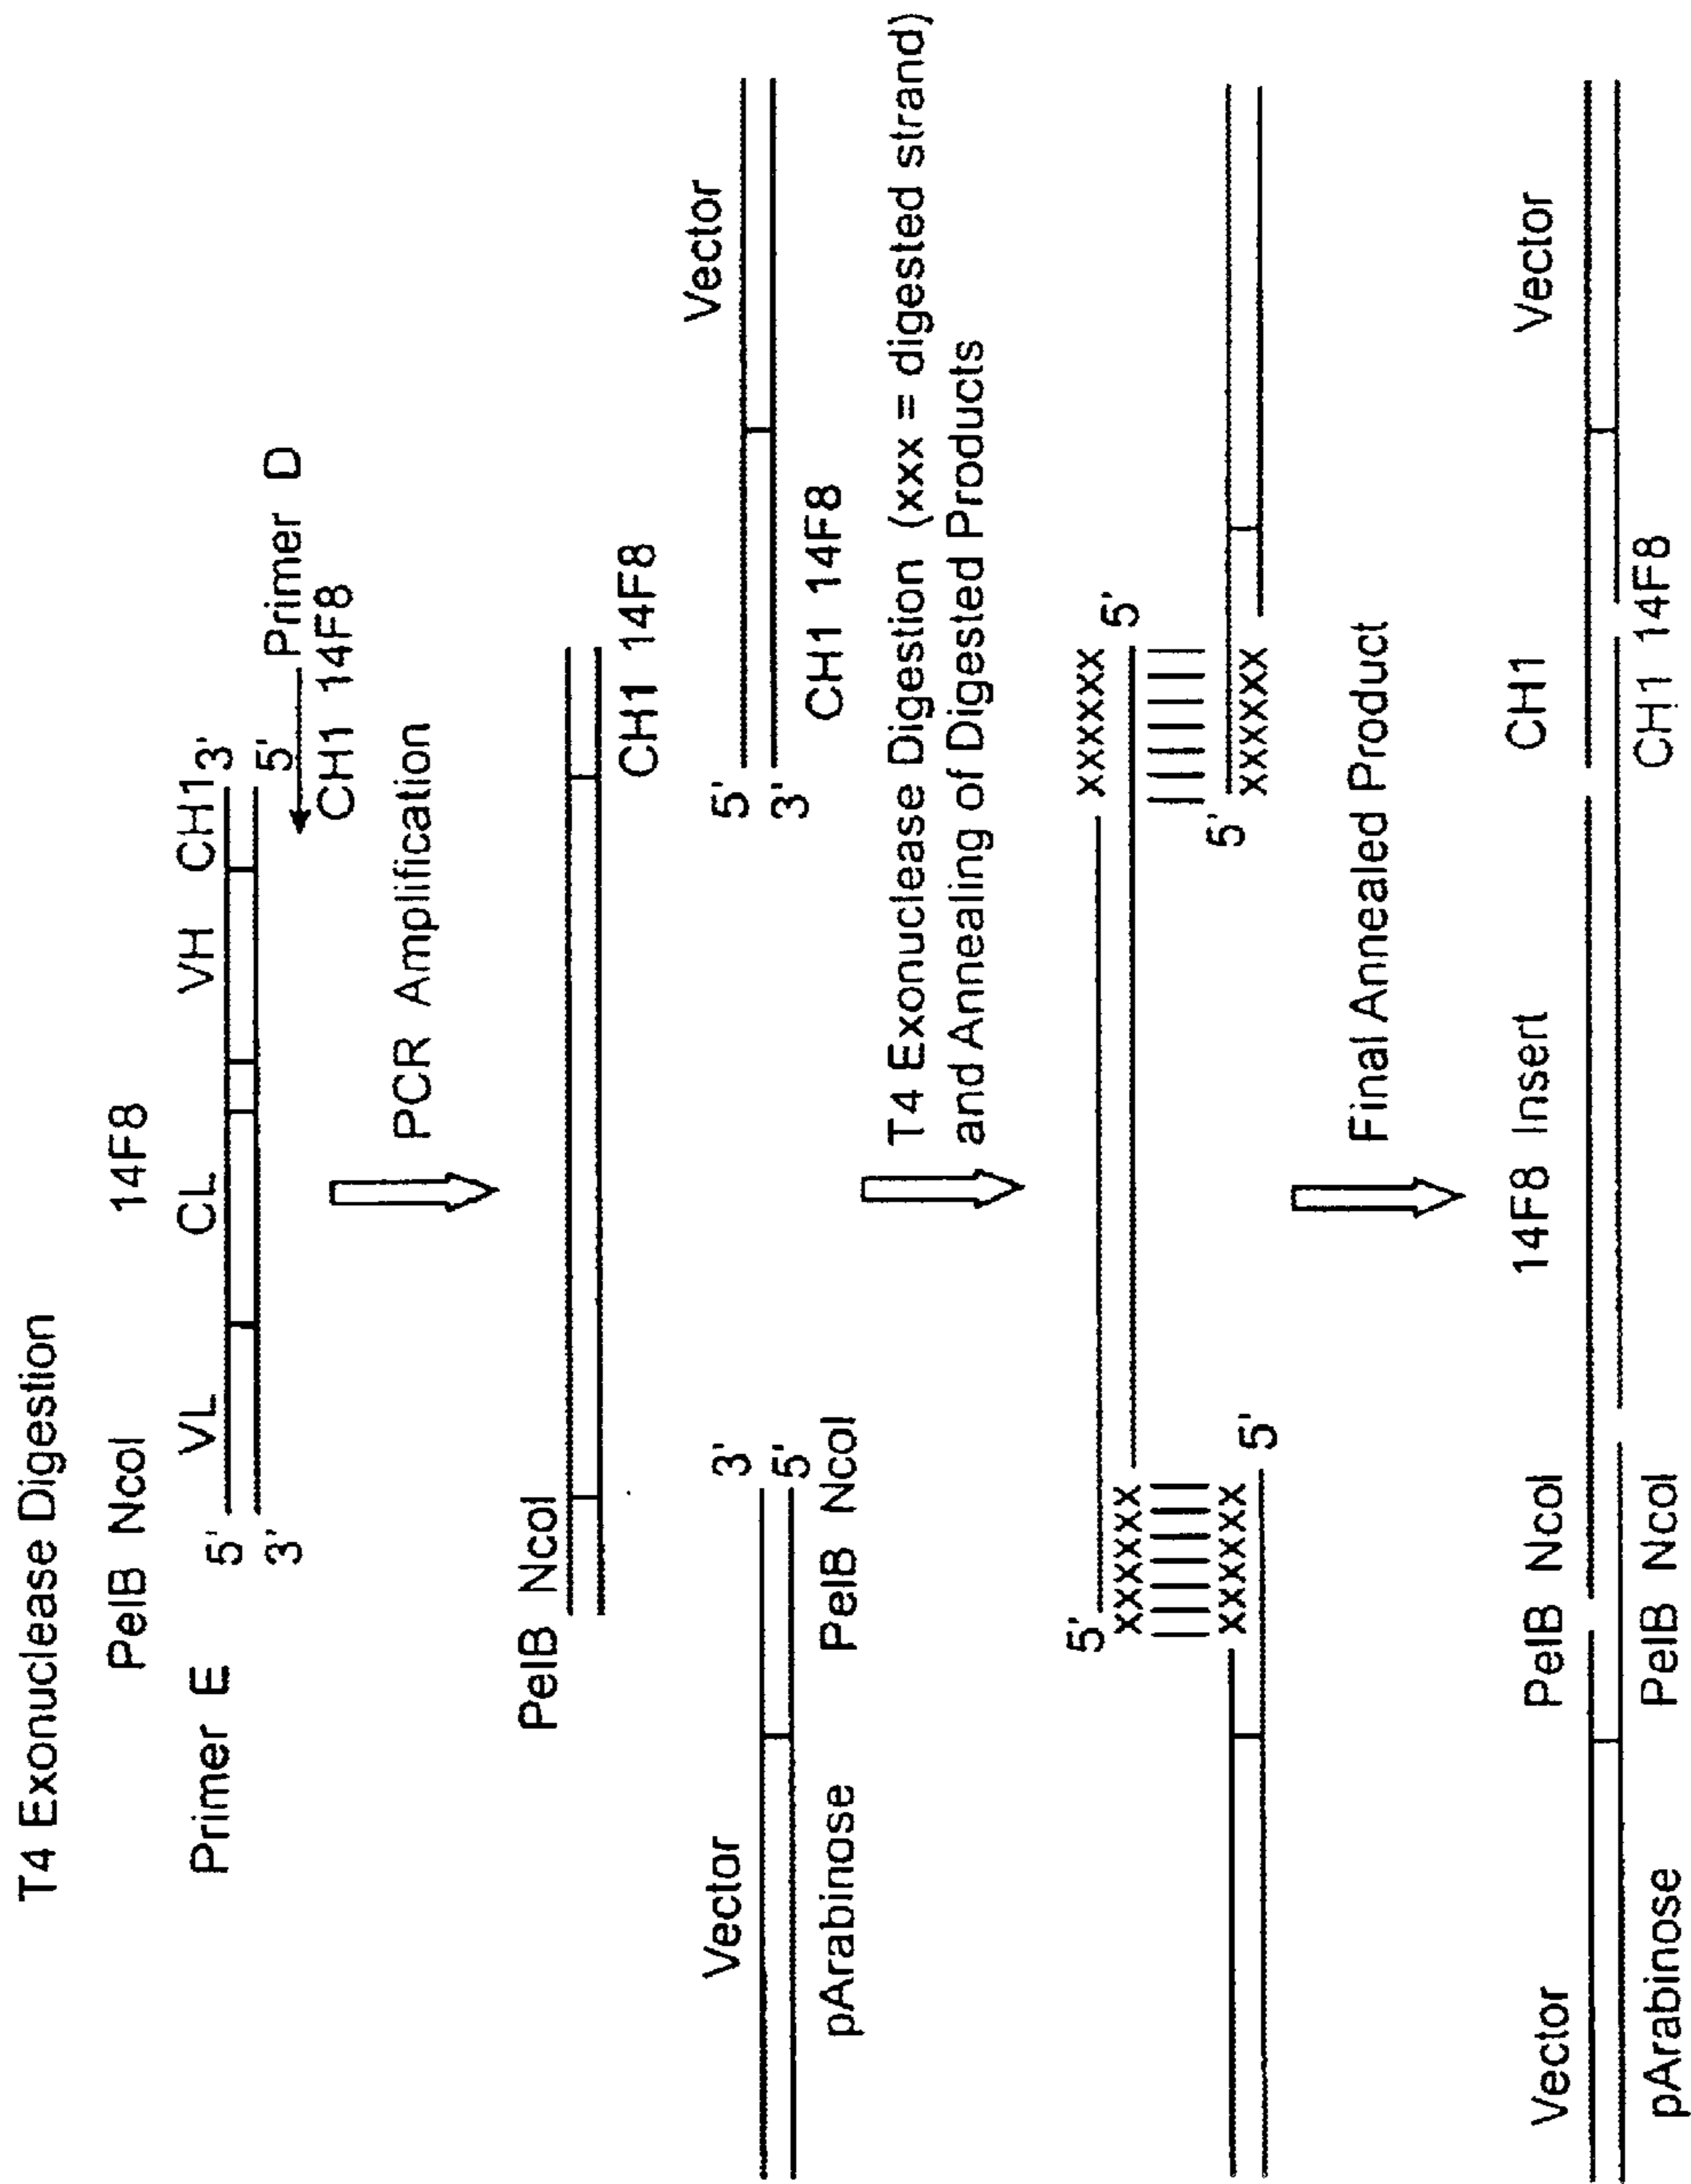 T4 Exonuclease Digestion
PelB NcoI 14F8
Primer E
VL CL VH CH1
5' 3'
3' 5'
Primer D
CH1 14F8
PCR Amplification
PelB NcoI
CH1 14F8
Vector 3' 5' Vector
5' 3'
pArabinose PelB NcoI CH1 14F8
T4 Exonuclease Digestion (xxx = digested strand)
and Annealing of Digested Products
5' xxxxxx
xxxxxx 5'
xxxxxx 5'
5' xxxxxx
Final Annealed Product
Vector PelB NcoI 14F8 Insert CH1 Vector
pArabinose PelB NcoI CH1 14F8